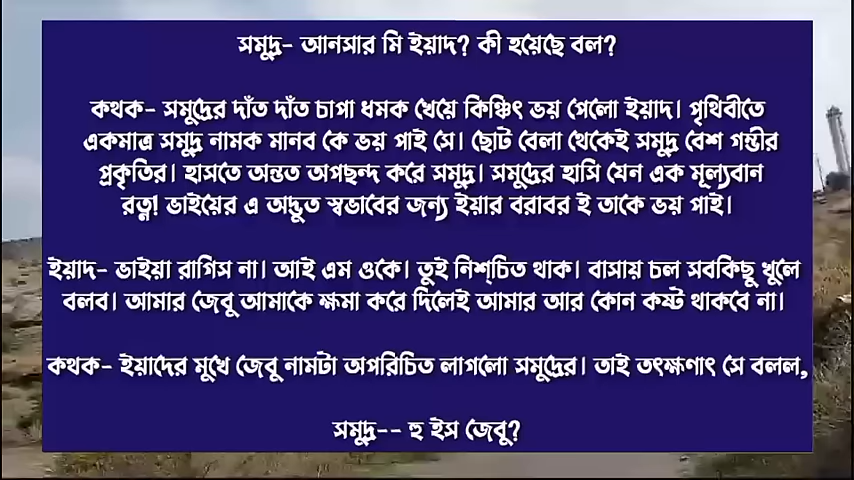 সমুদ্র- আনসার মি ইয়াদ? কী হয়েছে বল?
কথক- সমুদ্রের দাঁত দাঁত চাপা ধমক খেয়ে কিঞ্চিৎ ভয় পেলো ইয়াদ। পৃথিবীতে
একমাত্র সমুদ্র নামক মানব কে ভয় পাই সে। ছোট বেলা থেকেই সমুদ্র বেশ গম্ভীর
প্রকৃতির। হাসতে অন্তত অপছন্দ করে সমুদ্র। সমুদ্রের হাসি যেন এক মূল্যবান
রত্ন! ভাইয়ের এ অদ্ভুত স্বভাবের জন্য ইয়ার বরাবর ই তাকে ভয় পাই।
ইয়াদ- ভাইয়া রাগিস না। আই এম ওকে। তুই নিশ্চিত থাক। বাসায় চল সবকিছু খুলে
বলব। আমার জেবু আমাকে ক্ষমা করে দিলেই আমার আর কোন কষ্ট থাকবে না।
কথক- ইয়াদের মুখে জেবু নামটা অপরিচিত লাগলো সমুদ্রের। তাই তৎক্ষণাৎ সে বলল,
সমুদ্র-- হু ইস জেবু?